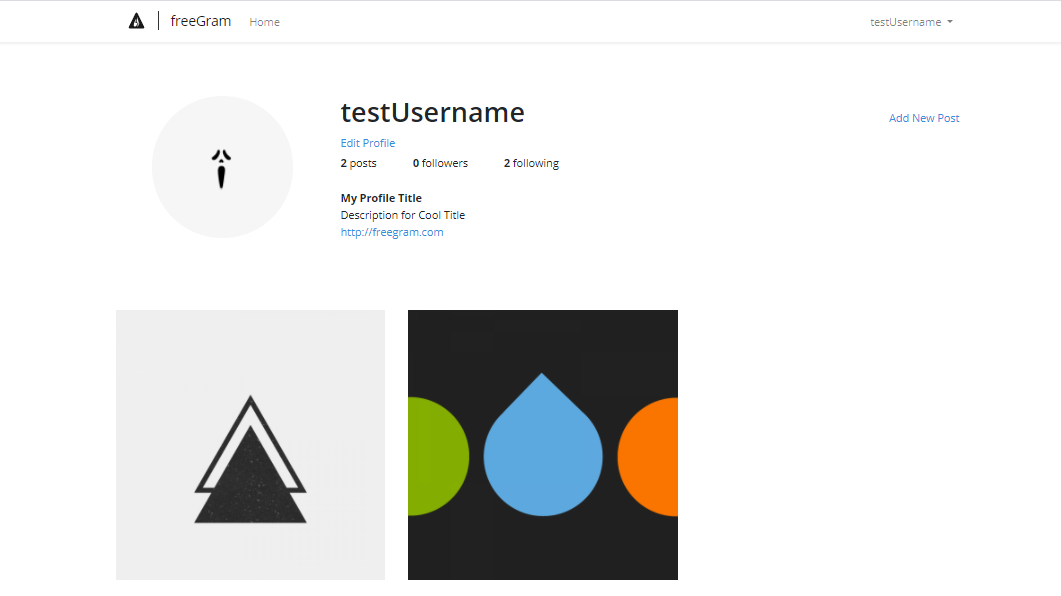 freeGram Home testUsername
testUsername
Add New Post
Edit Profile
2 posts 0 followers 2 following
My Profile Title
Description for Cool Title
http://freegram.com